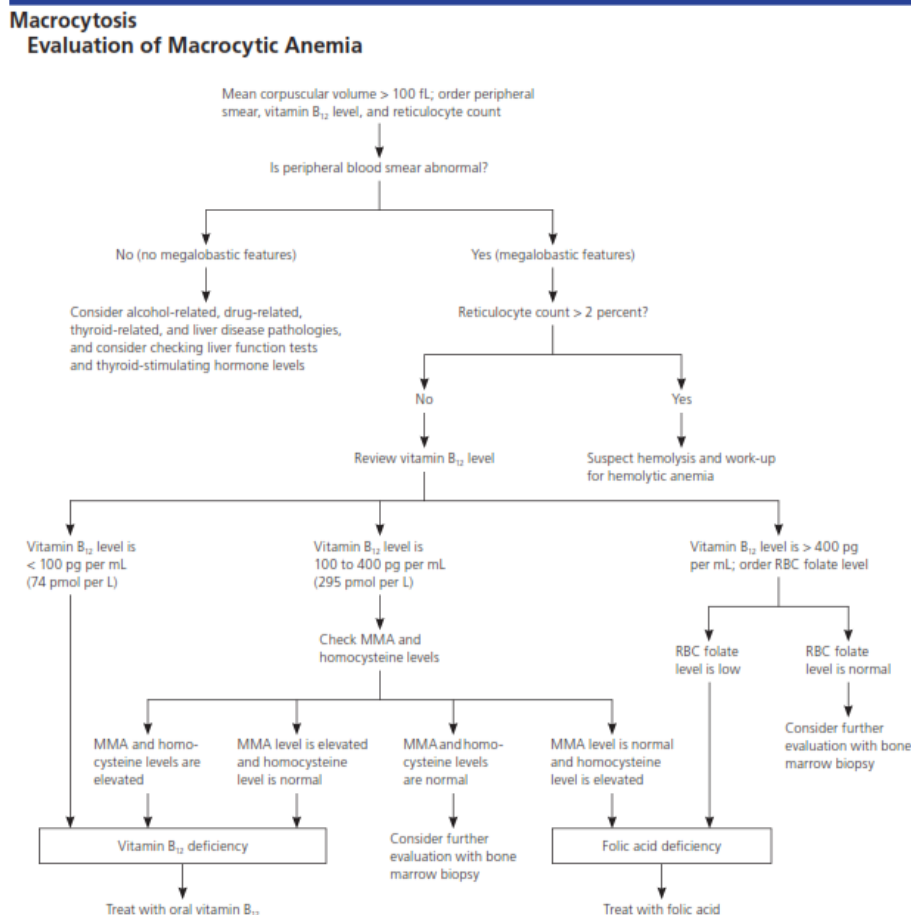 Macrocytosis
Evaluation of Macrocytic Anemia
Mean corpuscular volume > 100 fL; order peripheral
smear, vitamin B₁₂ level, and reticulocyte count
Is peripheral blood smear abnormal?
No (no megalobastic features)
Yes (megalobastic features)
Consider alcohol-related, drug-related,
thyroid-related, and liver disease pathologies,
and consider checking liver function tests
and thyroid-stimulating hormone levels
Reticulocyte count > 2 percent?
No
Yes
Review vitamin B₁₂ level
Suspect hemolysis and work-up
for hemolytic anemia
Vitamin B₁₂ level is
< 100 pg per mL
(74 pmol per L)
Vitamin B₁₂ level is
100 to 400 pg per mL
(295 pmol per L)
Vitamin B₁₂ level is > 400 pg
per mL; order RBC folate level
Check MMA and
homocysteine levels
RBC folate
level is low
RBC folate
level is normal
Consider further
evaluation with bone
marrow biopsy
MMA and homo-
cysteine levels are
elevated
MMA level is elevated
and homocysteine
level is normal
MMA and homo-
cysteine levels
are normal
MMA level is normal
and homocysteine
level is elevated
Consider further
evaluation with bone
marrow biopsy
Vitamin B₁₂ deficiency
Folic acid deficiency
Treat with oral vitamin B₁₂
Treat with folic acid